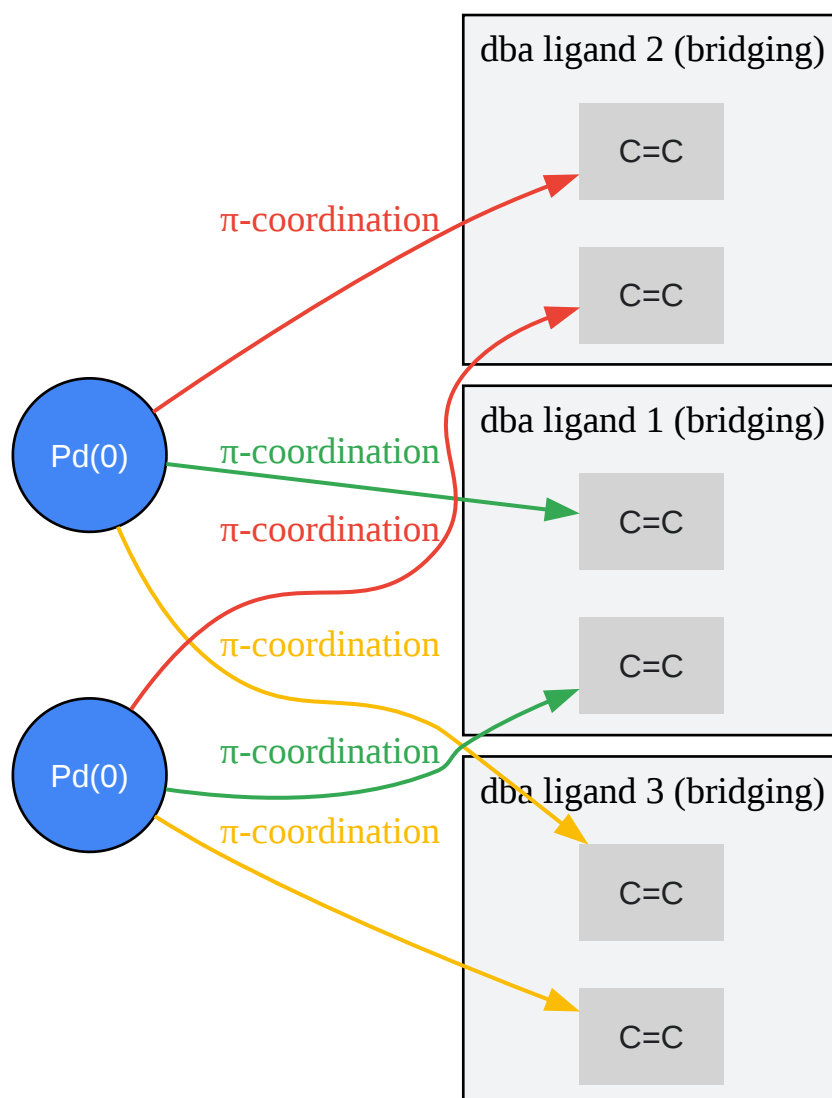 dba ligand 2 (bridging)
C=C
π-coordination
C=C
dba ligand 1 (bridging)
Pd(0)
π-coordination
C=C
π-coordination
π-coordination
C=C
π-coordination
Pd(0)
dba ligand 3 (bridging)
π-coordination
C=C
C=C